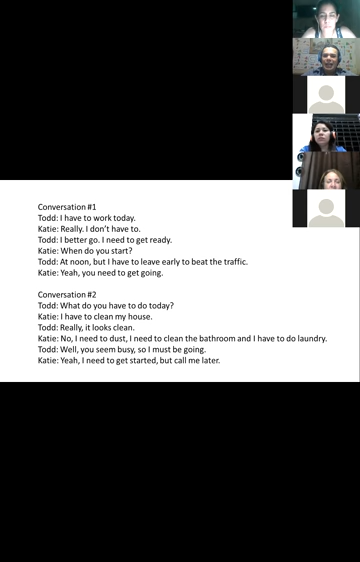 Conversation #1
Todd: I have to work today.
Katie: Really. I don't have to.
Todd: I better go. I need to get ready.
Katie: When do you start?
Todd: At noon, but I have to leave early to beat the traffic.
Katie: Yeah, you need to get going.
Conversation #2
Todd: What do you have to do today?
Katie: I have to clean my house.
Todd: Really, it looks clean.
Katie: No, I need to dust, I need to clean the bathroom and I have to do laundry.
Todd: Well, you seem busy, so I must be going.
Katie: Yeah, I need to get started, but call me later.